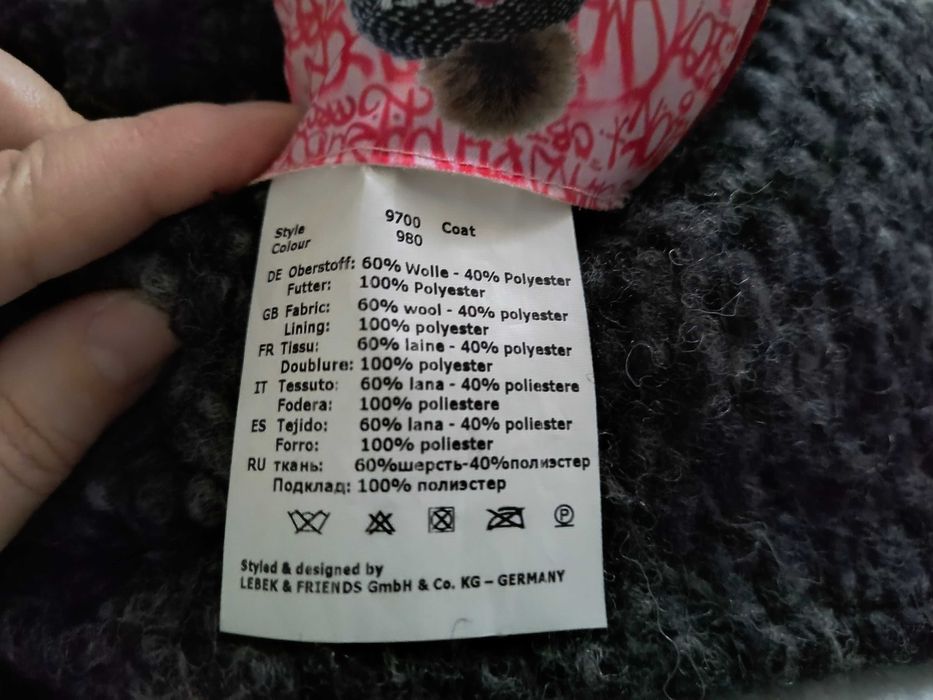 Style 9700 Coat
Colour 980
DE Oberstoff: 60% Wolle - 40% Polyester
Futter: 100% Polyester
GB Fabric: 60% wool - 40% polyester
Lining: 100% polyester
FR Tissu: 60% laine - 40% polyester
Doublure: 100% polyester
IT Tessuto: 60% lana - 40% poliestere
Fodera: 100% poliestere
ES Tejido: 60% lana - 40% poliester
Forro: 100% poliester
RU ткань: 60%шерсть-40%полиэстер
Подклад: 100% полиэстер
P
Styled & designed by
LEBEK & FRIENDS GmbH & Co. KG – GERMANY